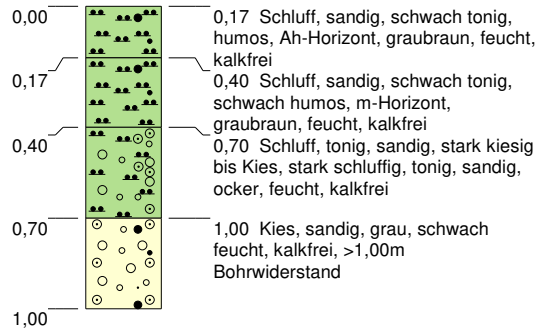 0,00
0,17 Schluff, sandig, schwach tonig,
humos, Ah-Horizont, graubraun, feucht,
kalkfrei
0,17
0,40 Schluff, sandig, schwach tonig,
schwach humos, m-Horizont,
graubraun, feucht, kalkfrei
0,40
0,70 Schluff, tonig, sandig, stark kiesig
bis Kies, stark schluffig, tonig, sandig,
ocker, feucht, kalkfrei
0,70
1,00 Kies, sandig, grau, schwach
feucht, kalkfrei, >1,00m
Bohrwiderstand
1,00